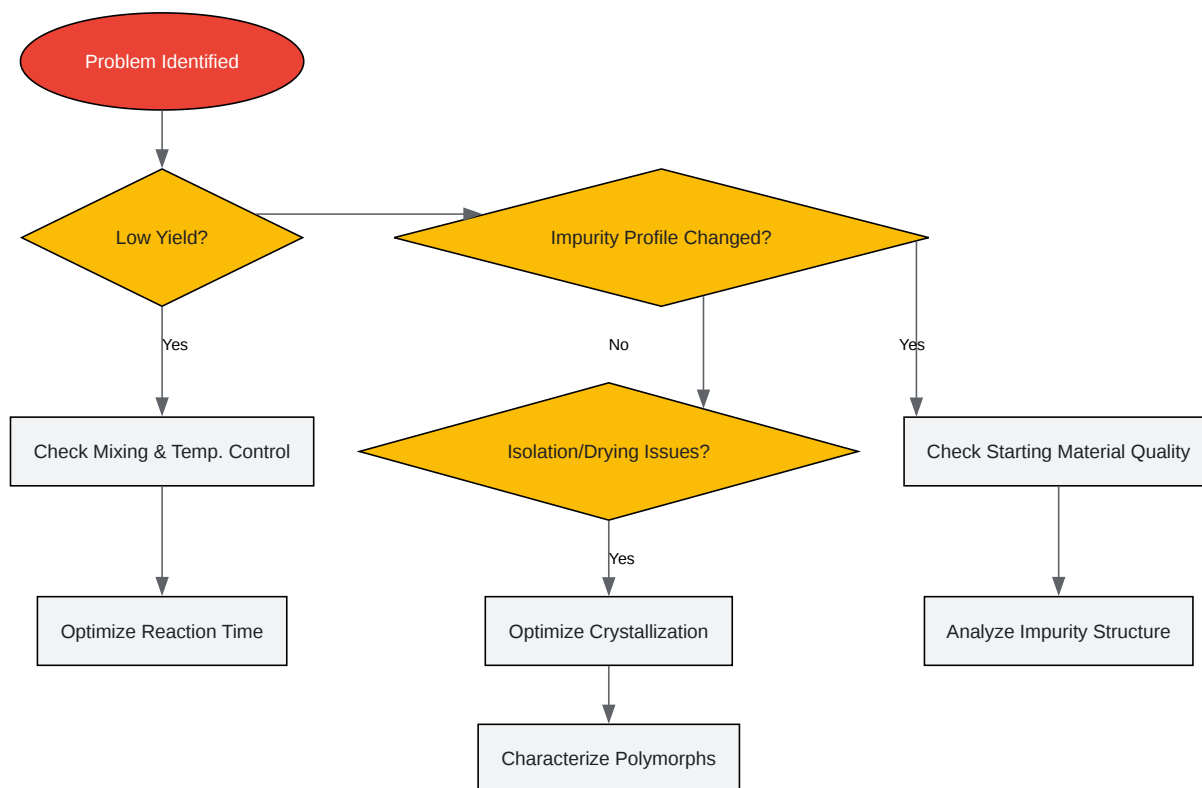 Problem Identified
Low Yield?
Impurity Profile Changed?
Yes
No
Yes
Check Mixing & Temp. Control
Isolation/Drying Issues?
Check Starting Material Quality
Yes
Optimize Reaction Time
Optimize Crystallization
Analyze Impurity Structure
Characterize Polymorphs